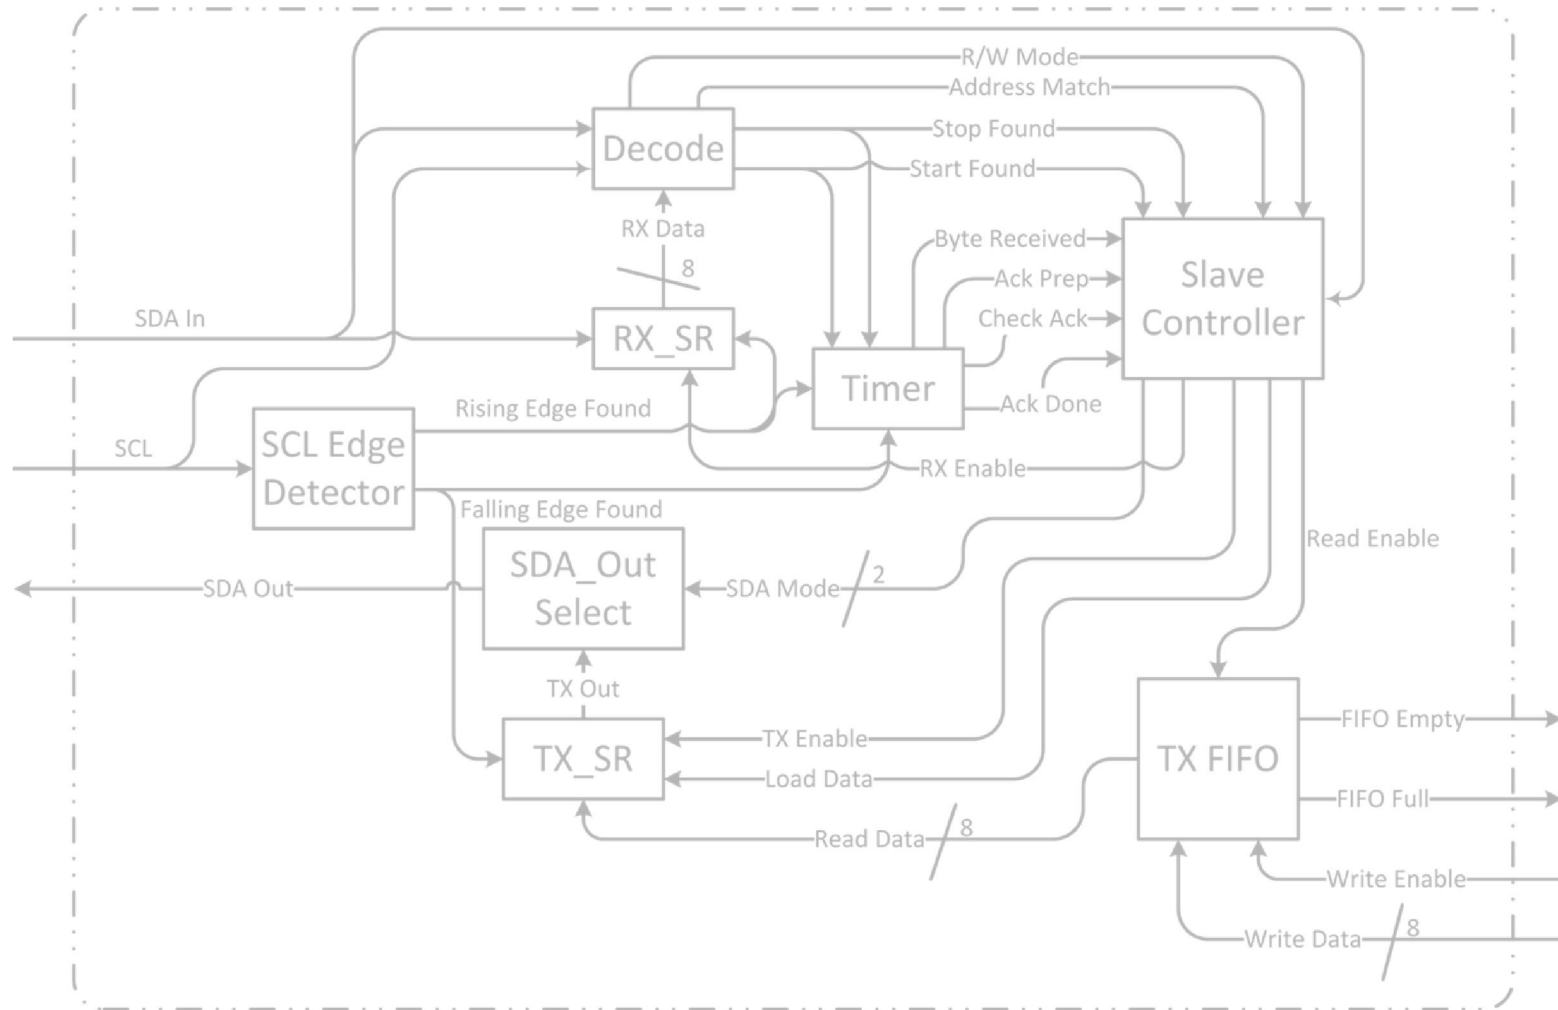 R/W Mode
Address Match
Decode
Stop Found
Start Found
RX Data
Byte Received
8
Ack Prep
Slave
Controller
SDA In
RX_SR
Check Ack
Timer
Rising Edge Found
Ack Done
SCL
SCL Edge
Detector
RX Enable
Falling Edge Found
Read Enable
SDA_Out
Select
SDA Out
SDA Mode
2
TX Out
TX_SR
TX Enable
Load Data
TX FIFO
FIFO Empty
FIFO Full
Read Data
8
Write Enable
Write Data
8